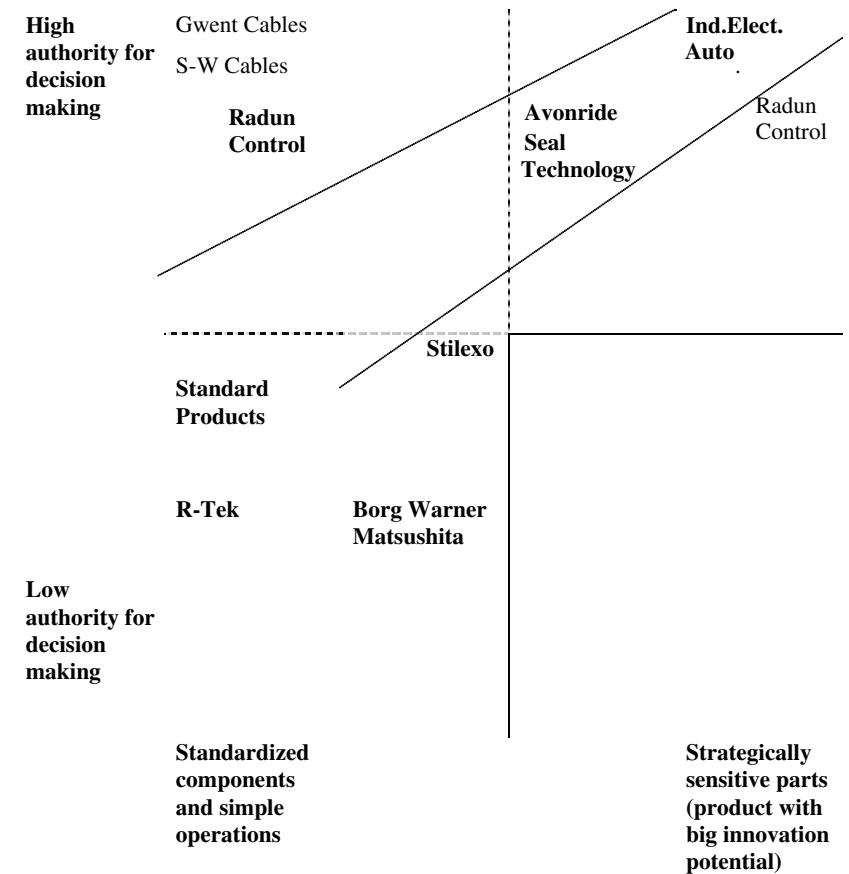 High
authority for
decision
making
Gwent Cables
S-W Cables
Radun
Control
Ind.Elect.
Auto
.
Avonride
Seal
Technology
Radun
Control
Stilexo
Standard
Products
R-Tek
Borg Warner
Matsushita
Low
authority for
decision
making
Standardized
components
and simple
operations
Strategically
sensitive parts
(product with
big innovation
potential)